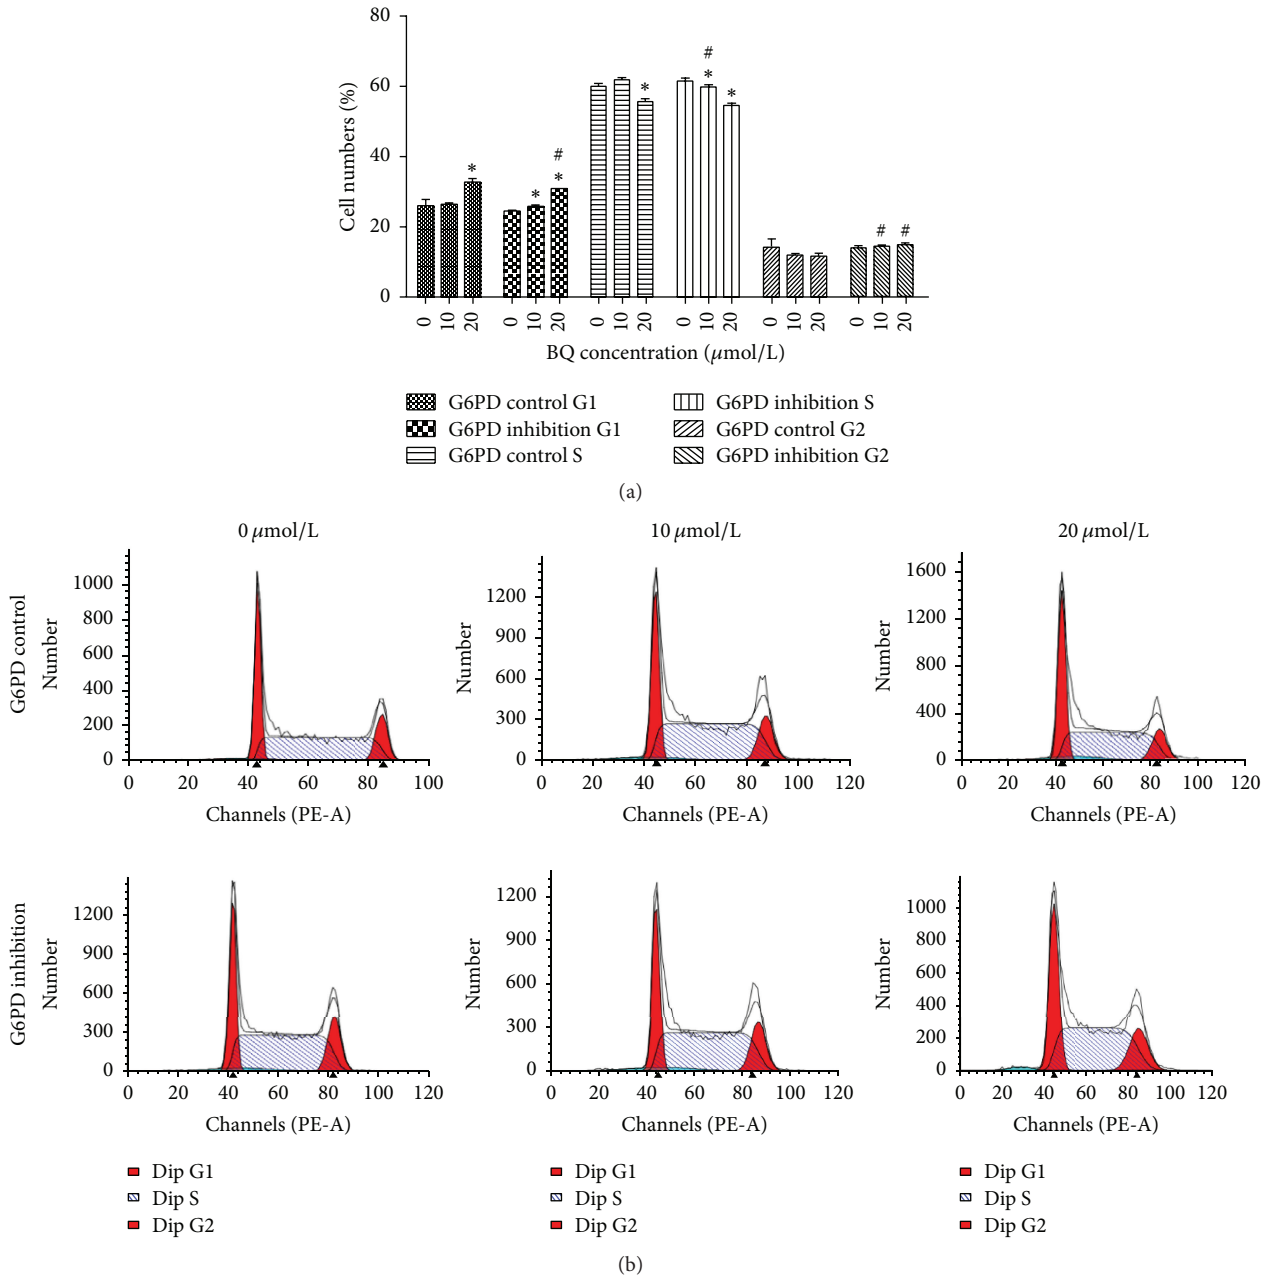 80
60
40
20
0
Cell numbers (%)
*
*
#
*
*
#
*
*
#
#
0 10 20 0 10 20 0 10 20 0 10 20 0 10 20 0 10 20
BQ concentration (μmol/L)
G6PD control G1
G6PD inhibition G1
G6PD control S
G6PD inhibition S
G6PD control G2
G6PD inhibition G2
(a)
0 μmol/L
10 μmol/L
20 μmol/L
G6PD control
Number
1000
800
600
400
200
0
0 20 40 60 80 100
Channels (PE-A)
Number
1200
900
600
300
0
0 20 40 60 80 100 120
Channels (PE-A)
Number
1600
1200
800
400
0
0 20 40 60 80 100 120
Channels (PE-A)
G6PD inhibition
Number
1200
900
600
300
0
0 20 40 60 80 100 120
Channels (PE-A)
Number
1200
900
600
300
0
0 20 40 60 80 100 120
Channels (PE-A)
Number
1000
800
600
400
200
0
0 20 40 60 80 100 120
Channels (PE-A)
Dip G1
Dip S
Dip G2
Dip G1
Dip S
Dip G2
Dip G1
Dip S
Dip G2
(b)